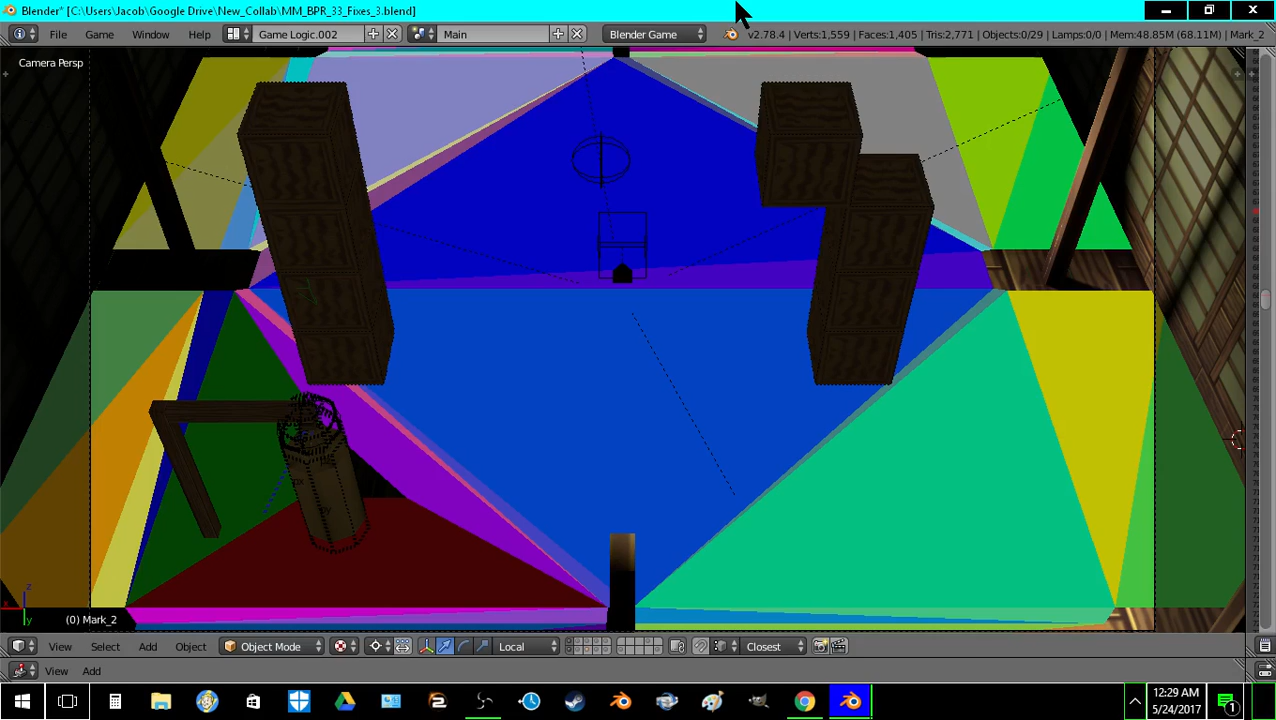 Blender* [C:\Users\Jacob\Google Drive\New_Collab\MM_BPR_33_Fixes_3.blend]
File Game Window Render Help Game Logic.002 Main Blender Game v2.78.4 | Verts:1,559 | Faces:1,405 | Tris:2,771 | Objects:0/29 | Lamps:0/0 | Mem:48.85M (68.11M) | Mark_2
Camera Persp
z
x
y
(0) Mark_2
View Select Add Object Object Mode Local Closest
View Add
12:29 AM
5/24/2017
1